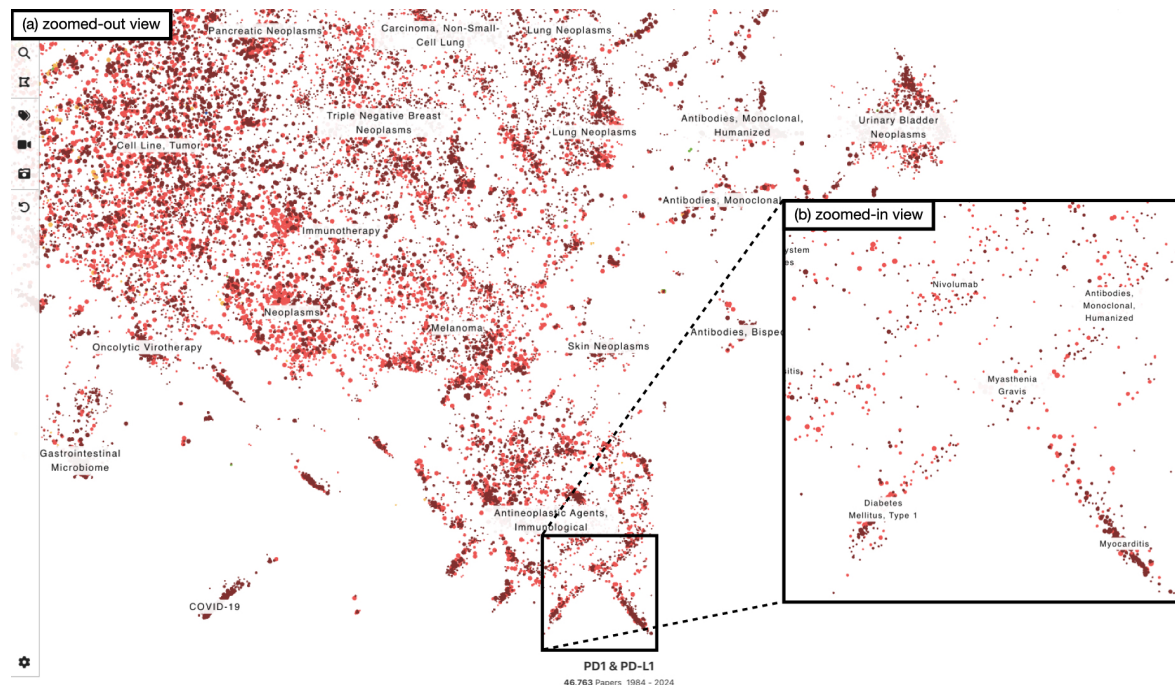 (a) zoomed-out view
Pancreatic Neoplasms
Carcinoma, Non-Small-
Cell Lung
Lung Neoplasms
Triple Negative Breast
Neoplasms
Lung Neoplasms
Antibodies, Monoclonal,
Humanized
Urinary Bladder
Neoplasms
Cell Line, Tumor
Antibodies, Monoclonal
Immunotherapy
(b) zoomed-in view
ystem
es
Nivolumab
Antibodies,
Monoclonal,
Humanized
Neoplasms
Melanoma
Antibodies, Bispec
Oncolytic Virotherapy
Skin Neoplasms
sitis,
Myasthenia
Gravis
Gastrointestinal
Microbiome
Antineoplastic Agents,
Immunological
Diabetes
Mellitus, Type 1
Myocarditis
COVID-19
PD1 & PD-L1
46,763 Papers 1984 - 2024